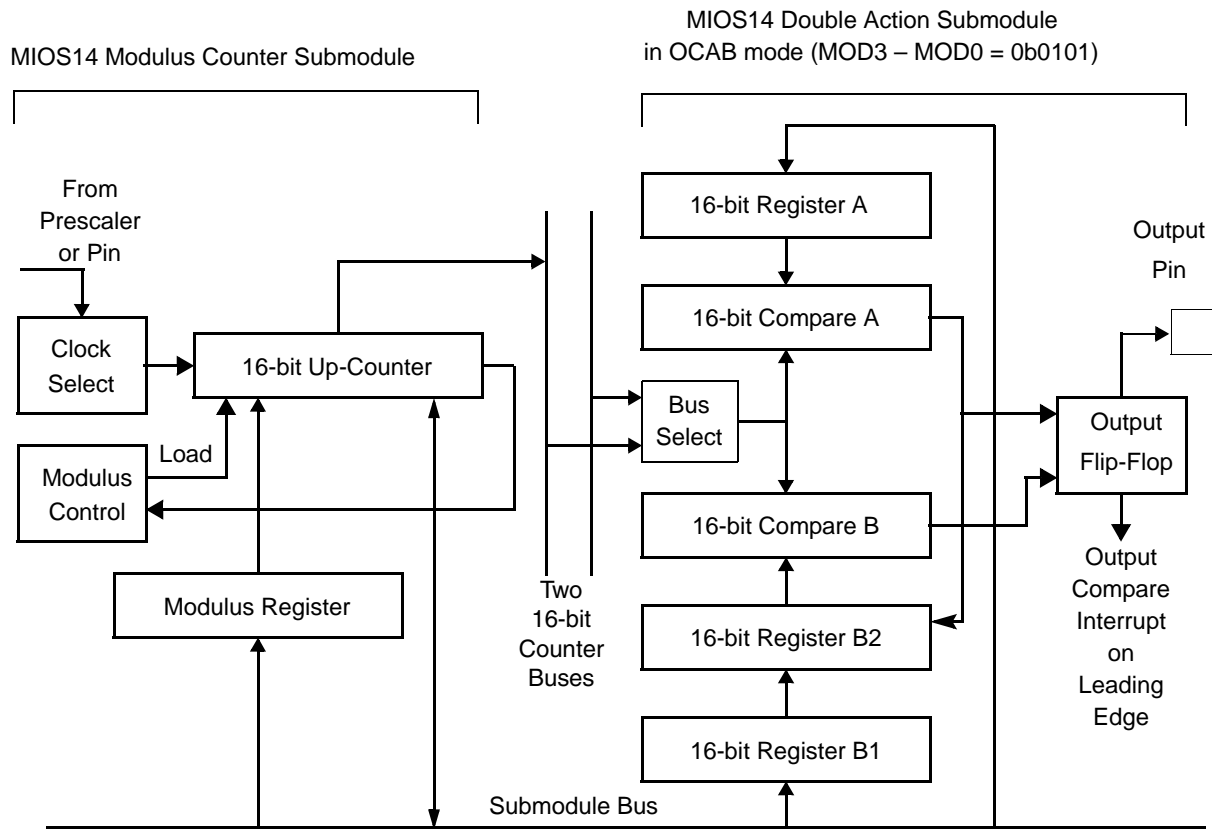 MIOS14 Modulus Counter Submodule
MIOS14 Double Action Submodule
in OCAB mode (MOD3 – MOD0 = 0b0101)
From
Prescaler
or Pin
Clock
Select
16-bit Up-Counter
Load
Modulus
Control
Modulus Register
Two
16-bit
Counter
Buses
Bus
Select
16-bit Register A
16-bit Compare A
16-bit Compare B
16-bit Register B2
16-bit Register B1
Output
Pin
Output
Flip-Flop
Output
Compare
Interrupt
on
Leading
Edge
Submodule Bus